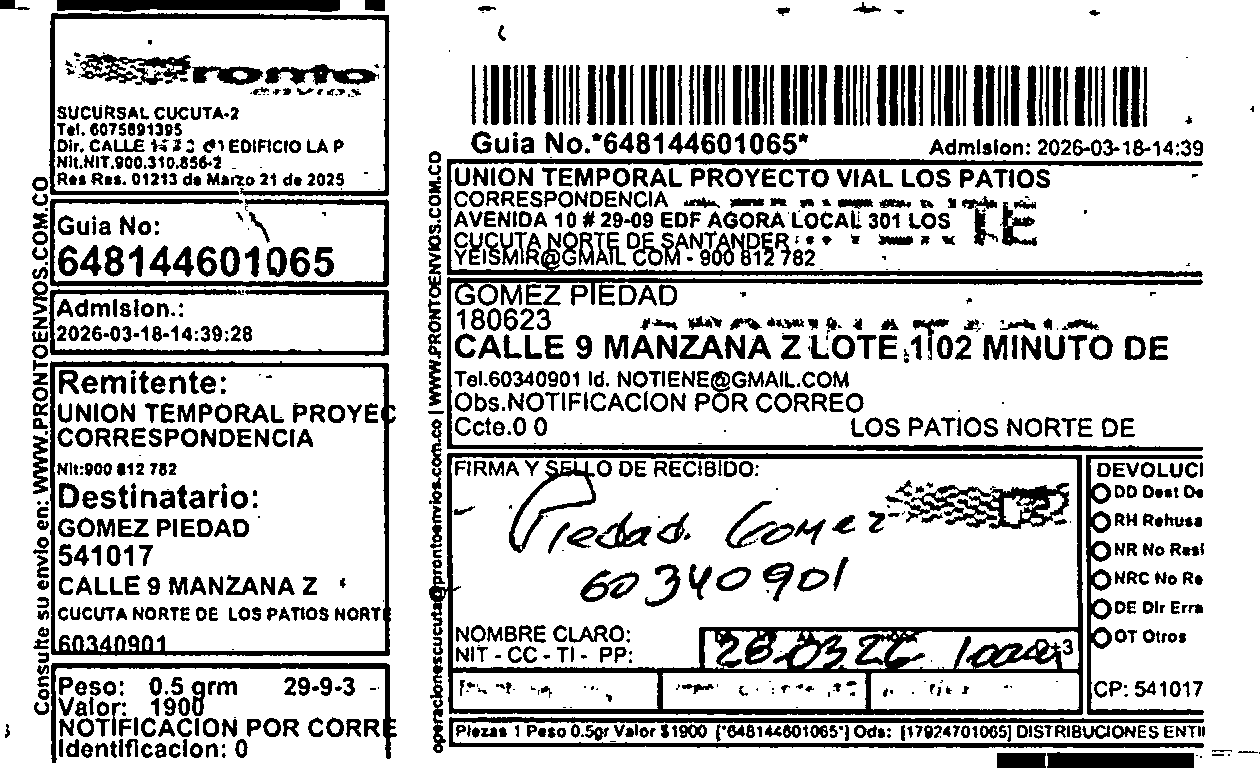 ronto
envios
SUCURSAL CUCUTA-2
Tel. 6075891395
Dir. CALLE EDIFICIO LA P
Nit.NIT.900.310.856-2
Res Res. 01213 de Marzo 21 de 2025
Guia No:
648144601065
Admision.:
2026-03-18-14:39:28
Remitente:
UNION TEMPORAL PROYEC
CORRESPONDENCIA
Nit:900 812 782
Destinatario:
GOMEZ PIEDAD
541017
CALLE 9 MANZANA Z
CUCUTA NORTE DE LOS PATIOS NORTE
60340901
Peso: 0.5 grm 29-9-3
Valor: 1900
NOTIFICACION POR CORRE
Identificacion: 0
Consulte su envio en: WWW.PRONTOENVIOS.COM.CO
operacionescucuta@prontoenvios.com.co | WWW.PRONTOENVIOS.COM.CO
Guia No.*648144601065*
Admision: 2026-03-18-14:39
UNION TEMPORAL PROYECTO VIAL LOS PATIOS
CORRESPONDENCIA
AVENIDA 10 # 29-09 EDF AGORA LOCAL 301 LOS
CUCUTA NORTE DE SANTANDER
YEISMIR@GMAIL COM - 900 812 782
GOMEZ PIEDAD
180623
CALLE 9 MANZANA Z LOTE 1102 MINUTO DE
Tel.60340901 Id. NOTIENE@GMAIL.COM
Obs.NOTIFICACION POR CORREO
Ccte.0 0 LOS PATIOS NORTE DE
FIRMA Y SELLO DE RECIBIDO:
Piedad. Gomez
60340901
NOMBRE CLARO:
NIT - CC - TI - PP:
28-03-26
DEVOLUCI
DD Dest De
RH Rehusa
NR No Resi
NRC No Re
DE Dir Erra
OT Otros
CP: 541017
Piezas 1 Peso 0.5gr Valor $1900 [*648144601065*] Ods: [17924701065] DISTRIBUCIONES ENTI